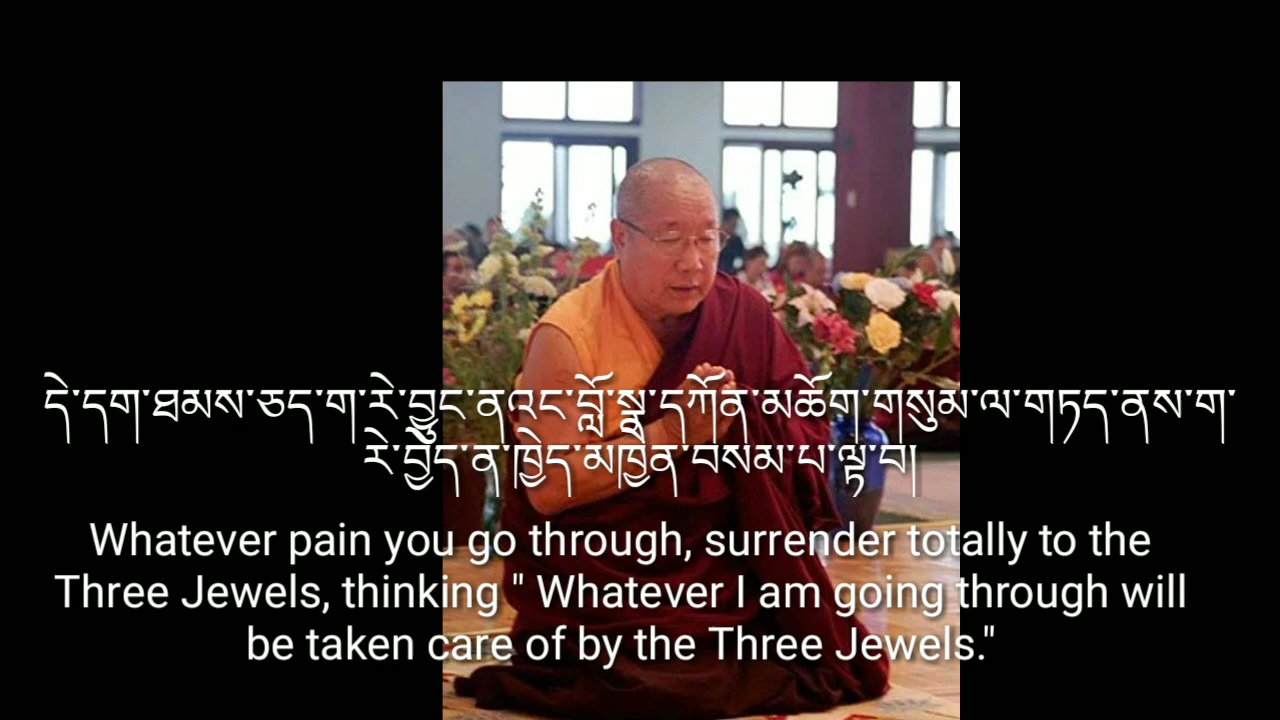 དེ་དག་ཐམས་ཅད་ག་རེ་བྱུང་ནའང་བློ་སྣ་དཀོན་མཆོག་གསུམ་ལ་གཏད་ནས་ག་
རེ་བྱེད་ན་ཁྱེད་མཁྱེན་བསམ་པ་ལྟ་བ།
Whatever pain you go through, surrender totally to the
Three Jewels, thinking " Whatever I am going through will
be taken care of by the Three Jewels."